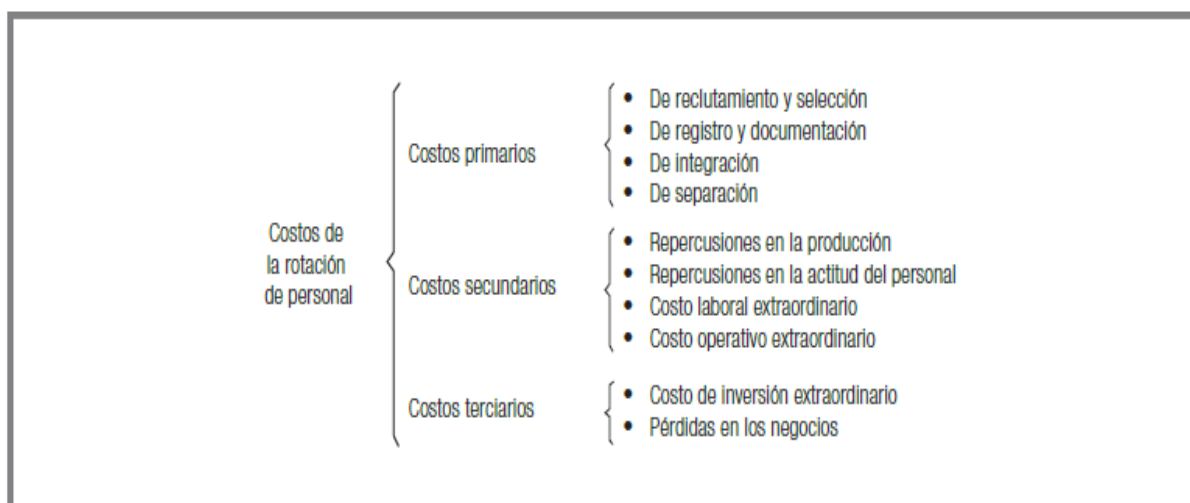 Costos de
la rotación
de personal
Costos primarios
• De reclutamiento y selección
• De registro y documentación
• De integración
• De separación
Costos secundarios
• Repercusiones en la producción
• Repercusiones en la actitud del personal
• Costo laboral extraordinario
• Costo operativo extraordinario
Costos terciarios
• Costo de inversión extraordinario
• Pérdidas en los negocios